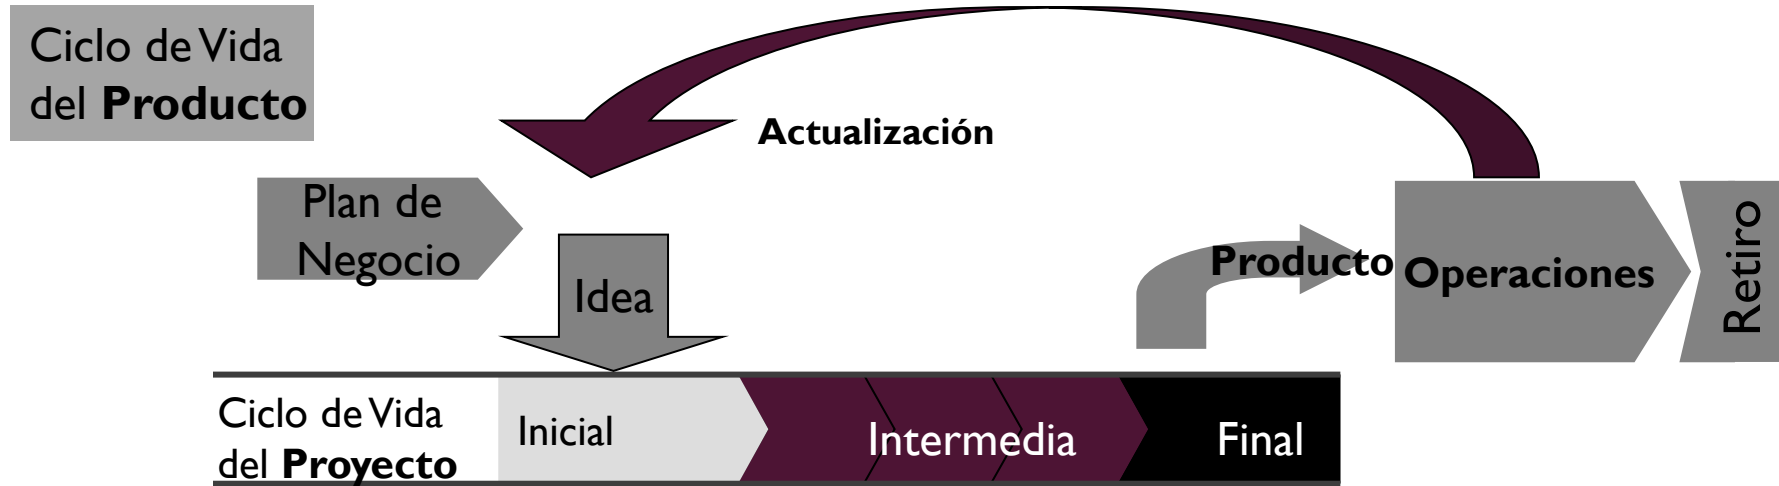 Ciclo de Vida
del Producto
Actualización
Plan de
Negocio
Idea
Producto
Operaciones
Retiro
Ciclo de Vida
del Proyecto
Inicial
Intermedia
Final